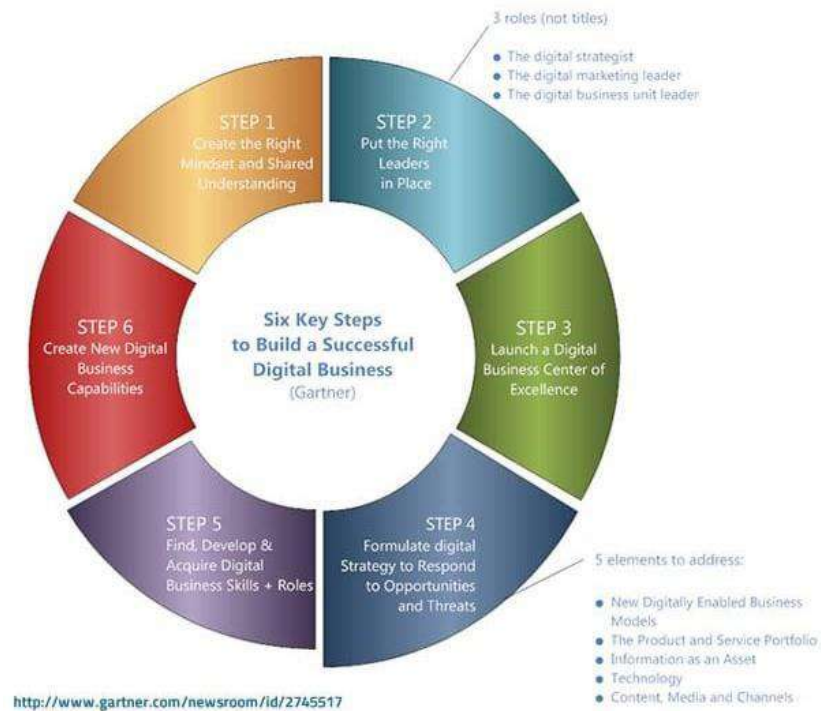 3 roles (not titles)
The digital strategist
The digital marketing leader
The digital business unit leader
STEP 1
Create the Right
Mindset and Shared
Understanding
STEP 2
Put the Right
Leaders
in Place
STEP 3
Launch a Digital
Business Center of
Excellence
STEP 4
Formulate digital
Strategy to Respond
to Opportunities
and Threats
5 elements to address:
New Digitally Enabled Business
Models
The Product and Service Portfolio
Information as an Asset
Technology
Content, Media and Channels
STEP 5
Find, Develop &
Acquire Digital
Business Skills + Roles
STEP 6
Create New Digital
Business
Capabilities
Six Key Steps
to Build a Successful
Digital Business
(Gartner)
http://www.gartner.com/newsroom/id/2745517